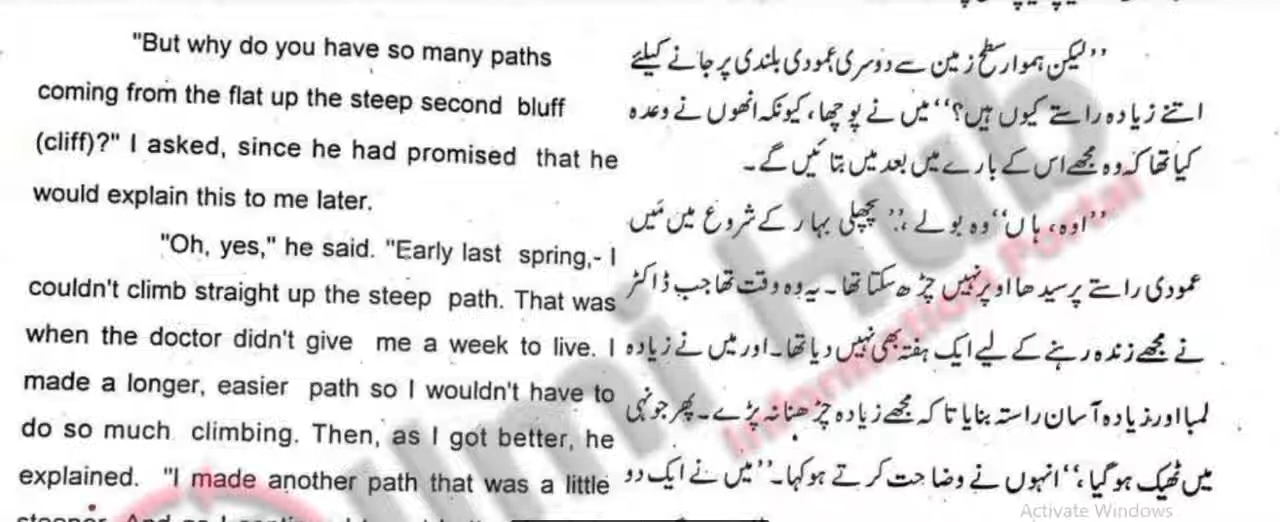 "But why do you have so many paths
coming from the flat up the steep second bluff
(cliff)?" I asked, since he had promised that he
would explain this to me later.
"Oh, yes," he said. "Early last spring,- I
couldn't climb straight up the steep path. That was
when the doctor didn't give me a week to live. I
made a longer, easier path so I wouldn't have to
do so much climbing. Then, as I got better, he
explained. "I made another path that was a little
’’لیکن ہموار سطح زمین سے دوسری عمودی بلندی پر جانے کیلئے
اتنے زیادہ راستے کیوں ہیں؟‘‘ میں نے پوچھا، کیونکہ انھوں نے وعدہ
کیا تھا کہ وہ مجھے اس کے بارے میں بعد میں بتائیں گے۔
’’اوہ، ہاں‘‘ وہ بولے، ’’پچھلی بہار کے شروع میں مَیں
عمودی راستے پر سیدھا اوپر نہیں چڑھ سکتا تھا۔ یہ وہ وقت تھا جب ڈاکٹر
نے مجھے زندہ رہنے کے لیے ایک ہفتہ بھی نہیں دیا تھا۔ اور میں نے زیادہ
لمبا اور زیادہ آسان راستہ بنایا تاکہ مجھے زیادہ چڑھنا نہ پڑے۔ پھر جونہی
میں ٹھیک ہو گیا،‘‘ انہوں نے وضاحت کرتے ہو کہا۔ ’’میں نے ایک دو
Ilmi Hub
Information Portal
Activate Windows